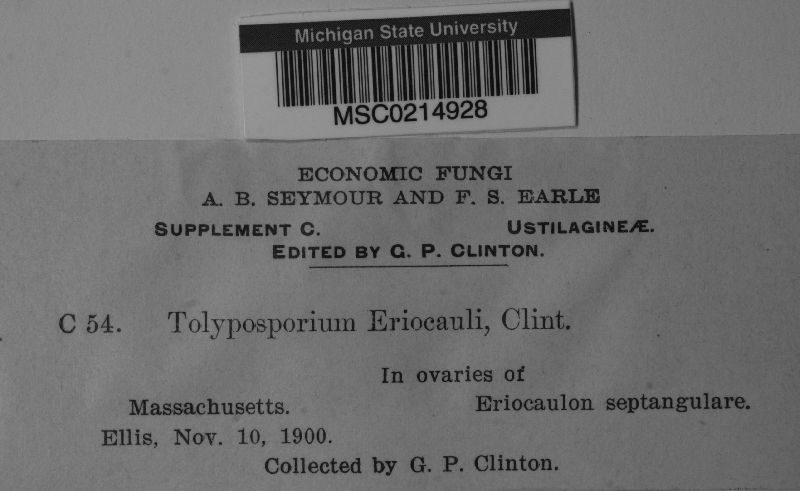 Michigan State University
MSC0214928
ECONOMIC FUNGI
A. B. SEYMOUR AND F. S. EARLE
SUPPLEMENT C. USTILAGINEÆ.
EDITED BY G. P. CLINTON.
C 54. Tolyposporium Eriocauli, Clint.
In ovaries of
Massachusetts. Eriocaulon septangulare.
Ellis, Nov. 10, 1900.
Collected by G. P. Clinton.